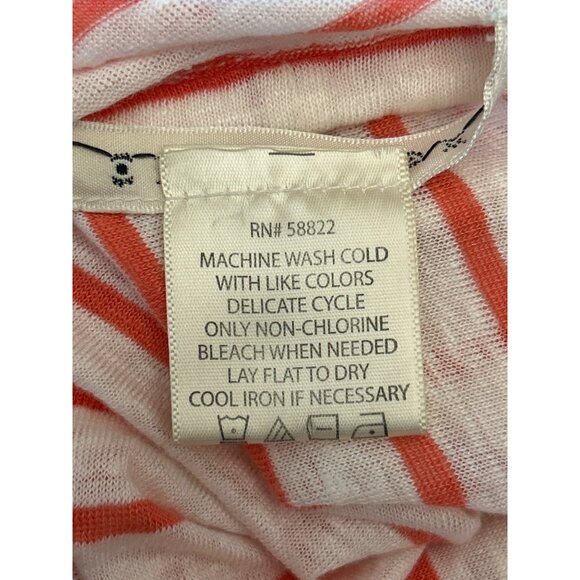 RN# 58822
MACHINE WASH COLD
WITH LIKE COLORS
DELICATE CYCLE
ONLY NON-CHLORINE
BLEACH WHEN NEEDED
LAY FLAT TO DRY
COOL IRON IF NECESSARY